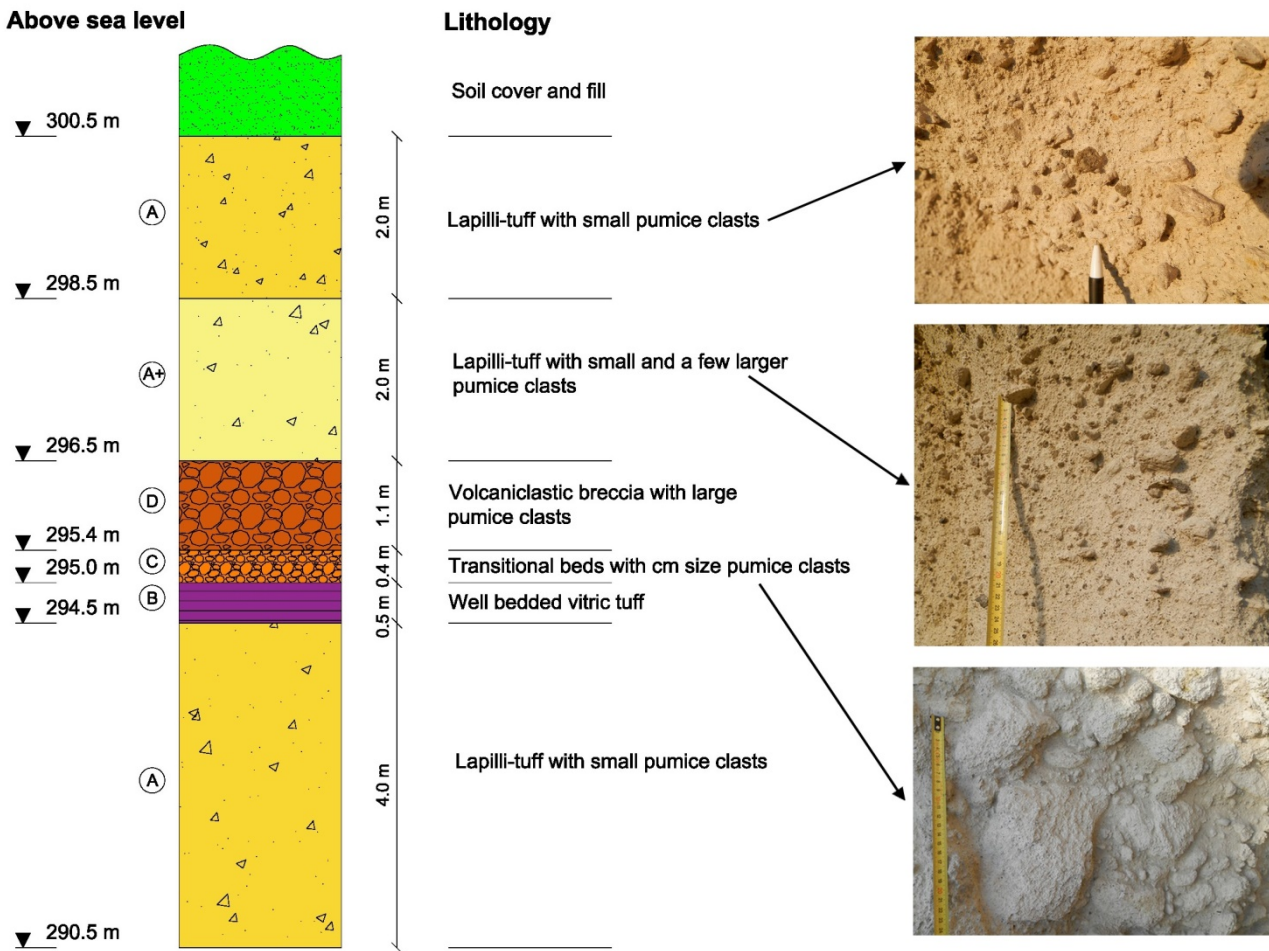 Above sea level
Lithology
Soil cover and fill
300.5 m
A
2.0 m
Lapilli-tuff with small pumice clasts
298.5 m
A+
2.0 m
Lapilli-tuff with small and a few larger
pumice clasts
296.5 m
D
1.1 m
Volcaniclastic breccia with large
pumice clasts
295.4 m
C
0.4 m
Transitional beds with cm size pumice clasts
295.0 m
B
0.5 m
Well bedded vitric tuff
294.5 m
A
4.0 m
Lapilli-tuff with small pumice clasts
290.5 m